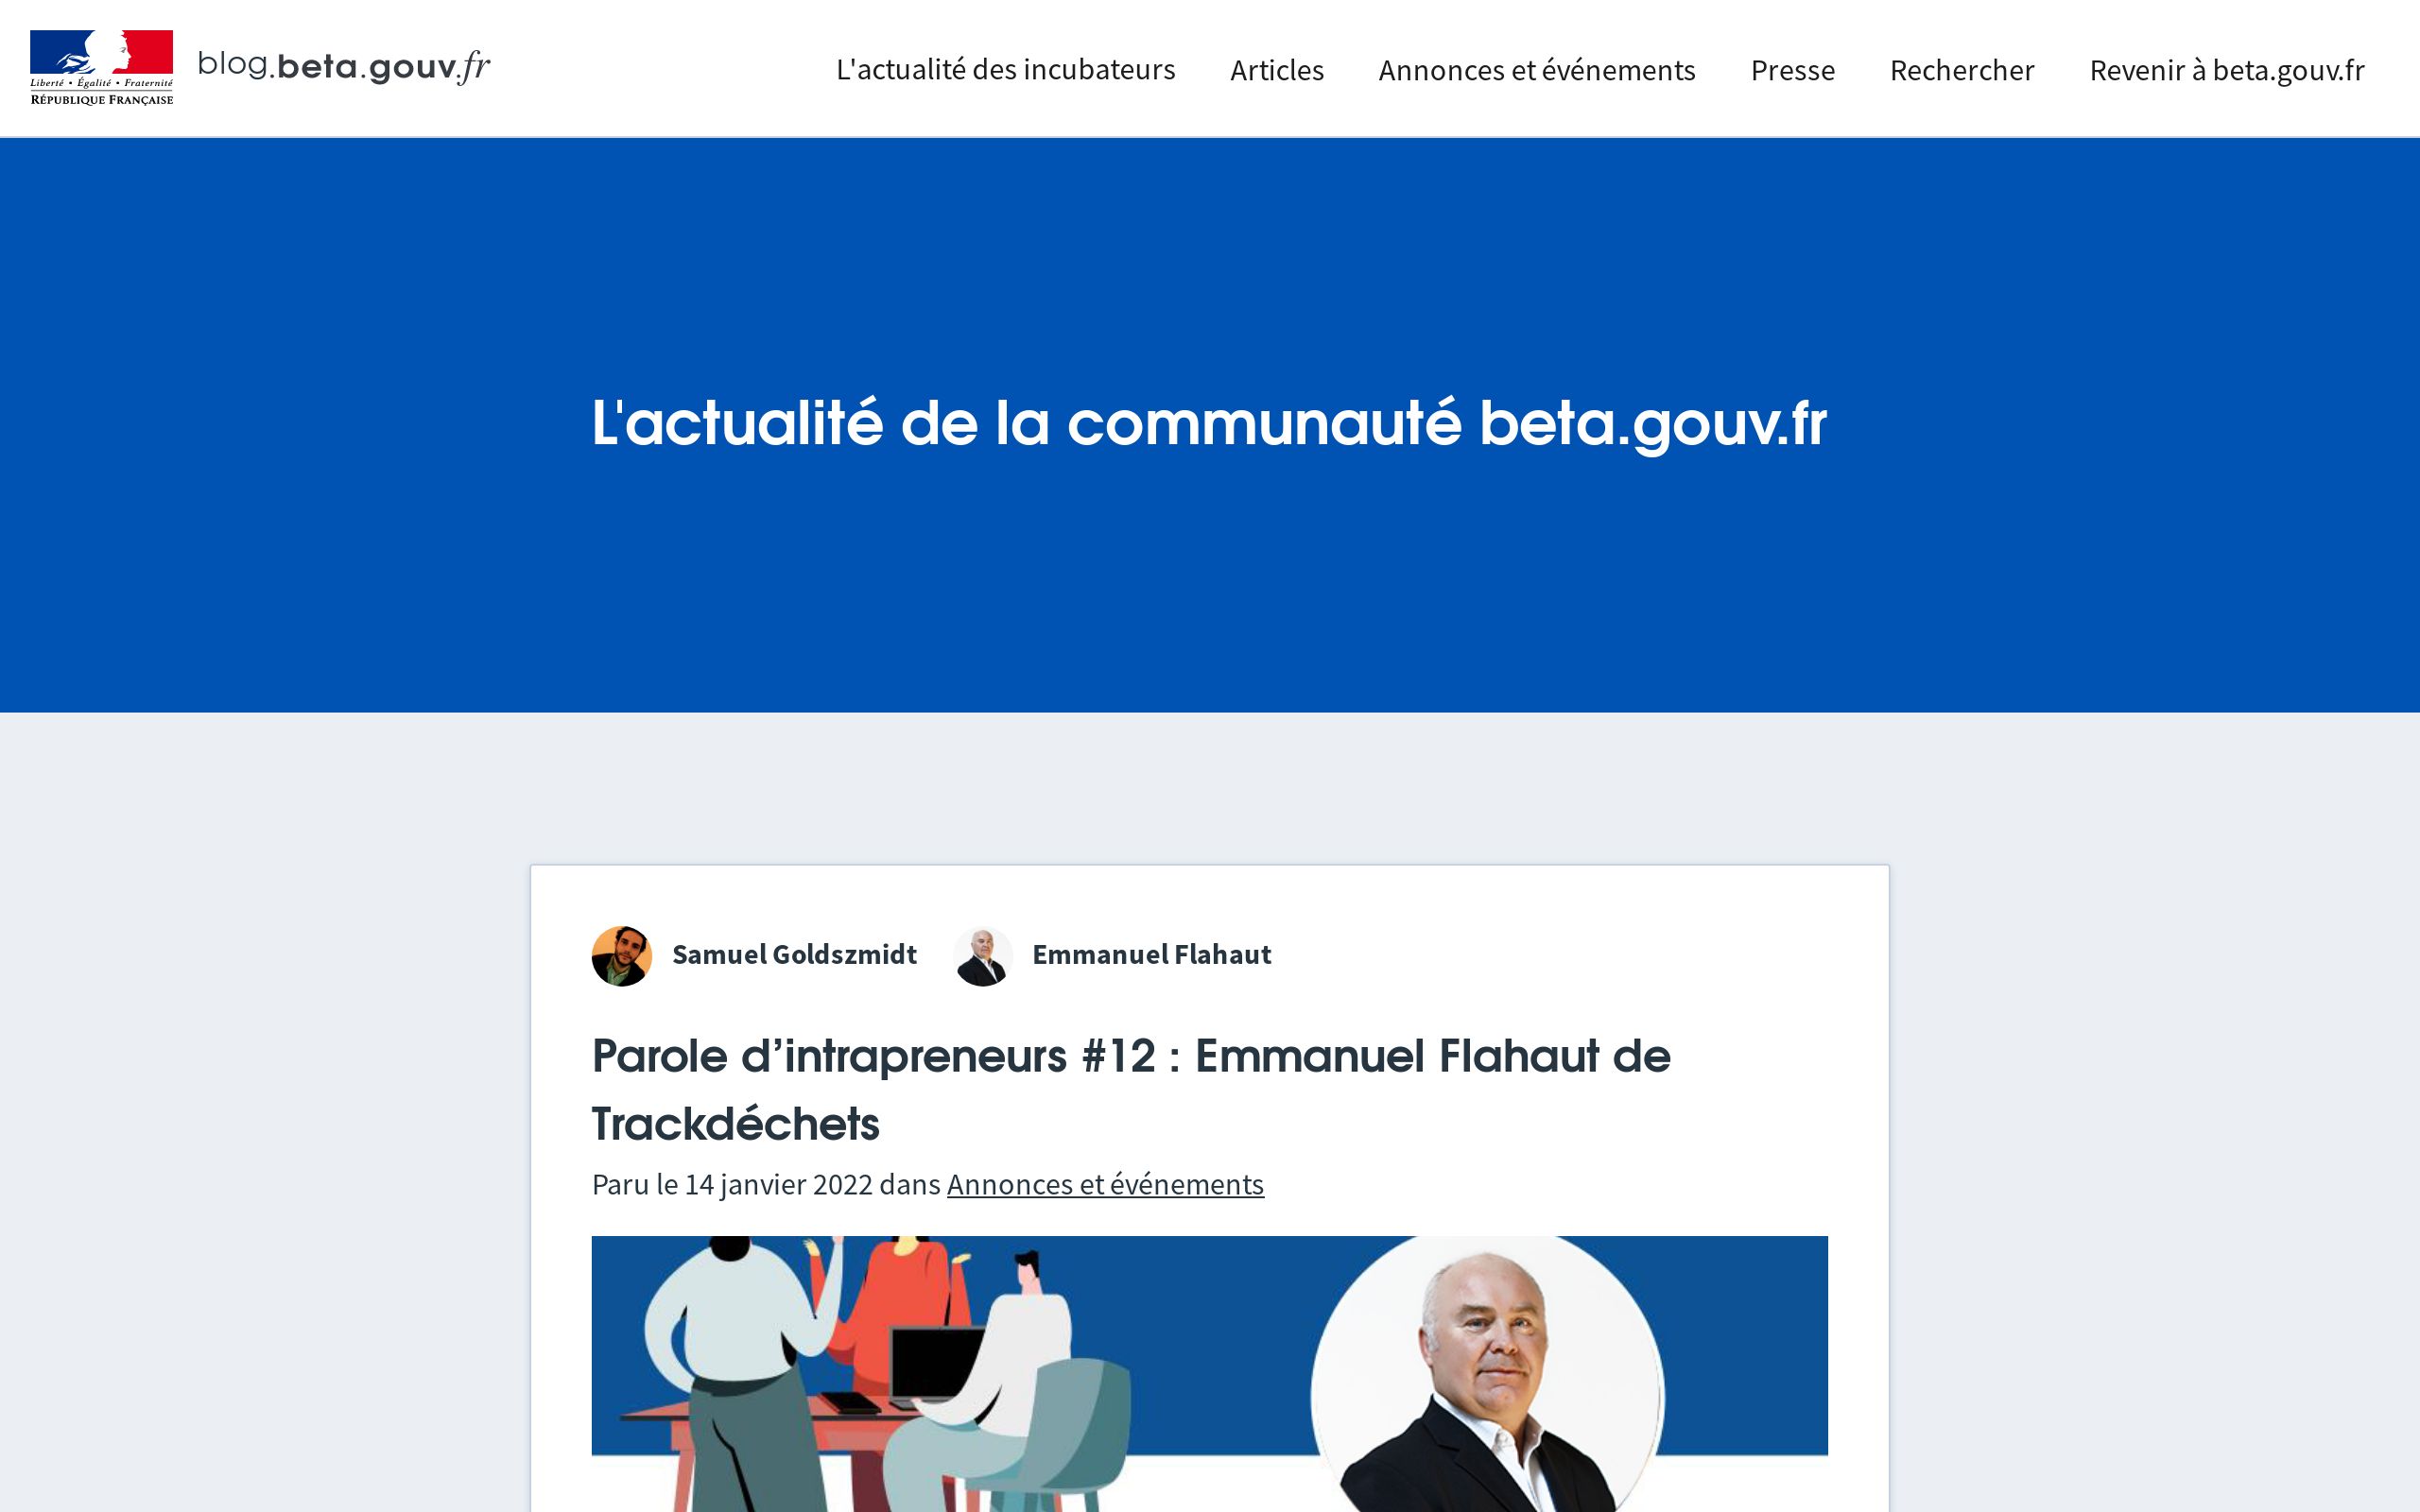 Liberté • Égalité • Fraternité
RÉPUBLIQUE FRANÇAISE
blog.beta.gouv.fr
L'actualité des incubateurs
Articles
Annonces et événements
Presse
Rechercher
Revenir à beta.gouv.fr
L'actualité de la communauté beta.gouv.fr
Samuel Goldszmidt
Emmanuel Flahaut
Parole d’intrapreneurs #12 : Emmanuel Flahaut de
Trackdéchets
Paru le 14 janvier 2022 dans Annonces et événements